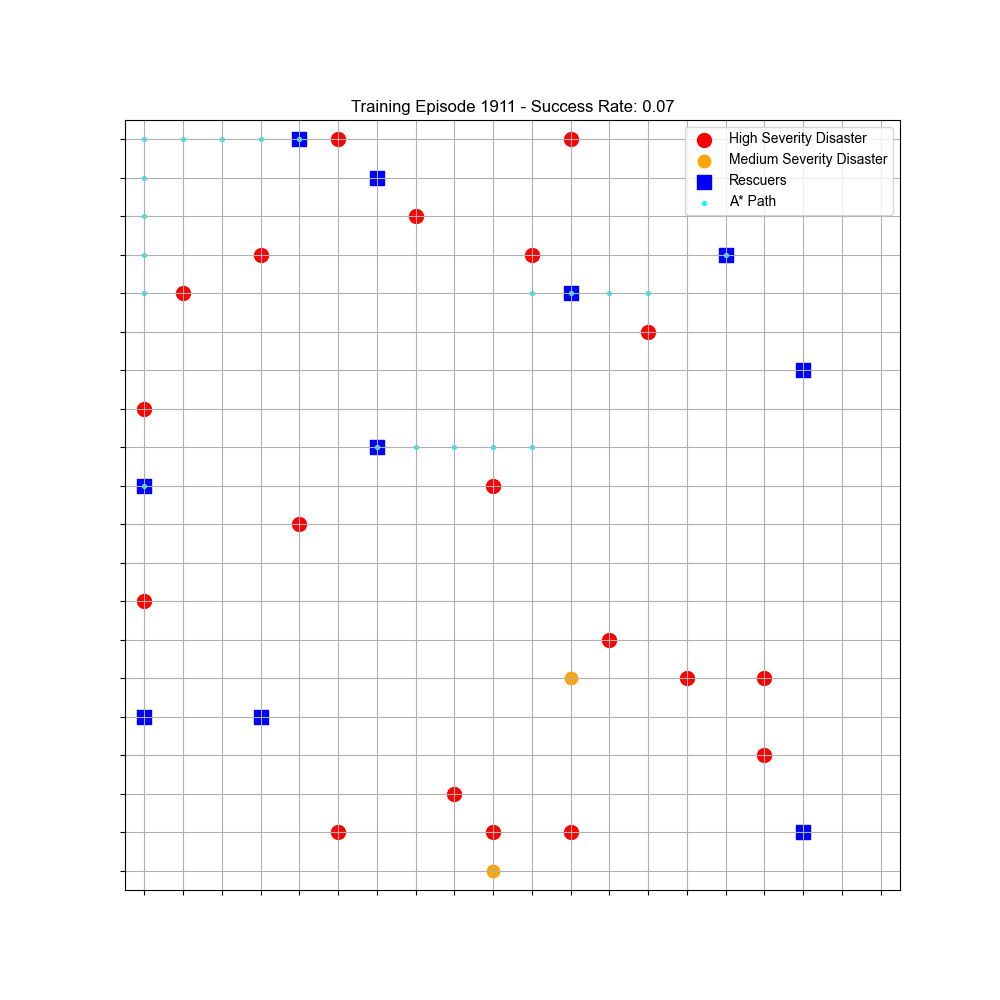 Training Episode 1911 - Success Rate: 0.07
High Severity Disaster
Medium Severity Disaster
Rescuers
A* Path